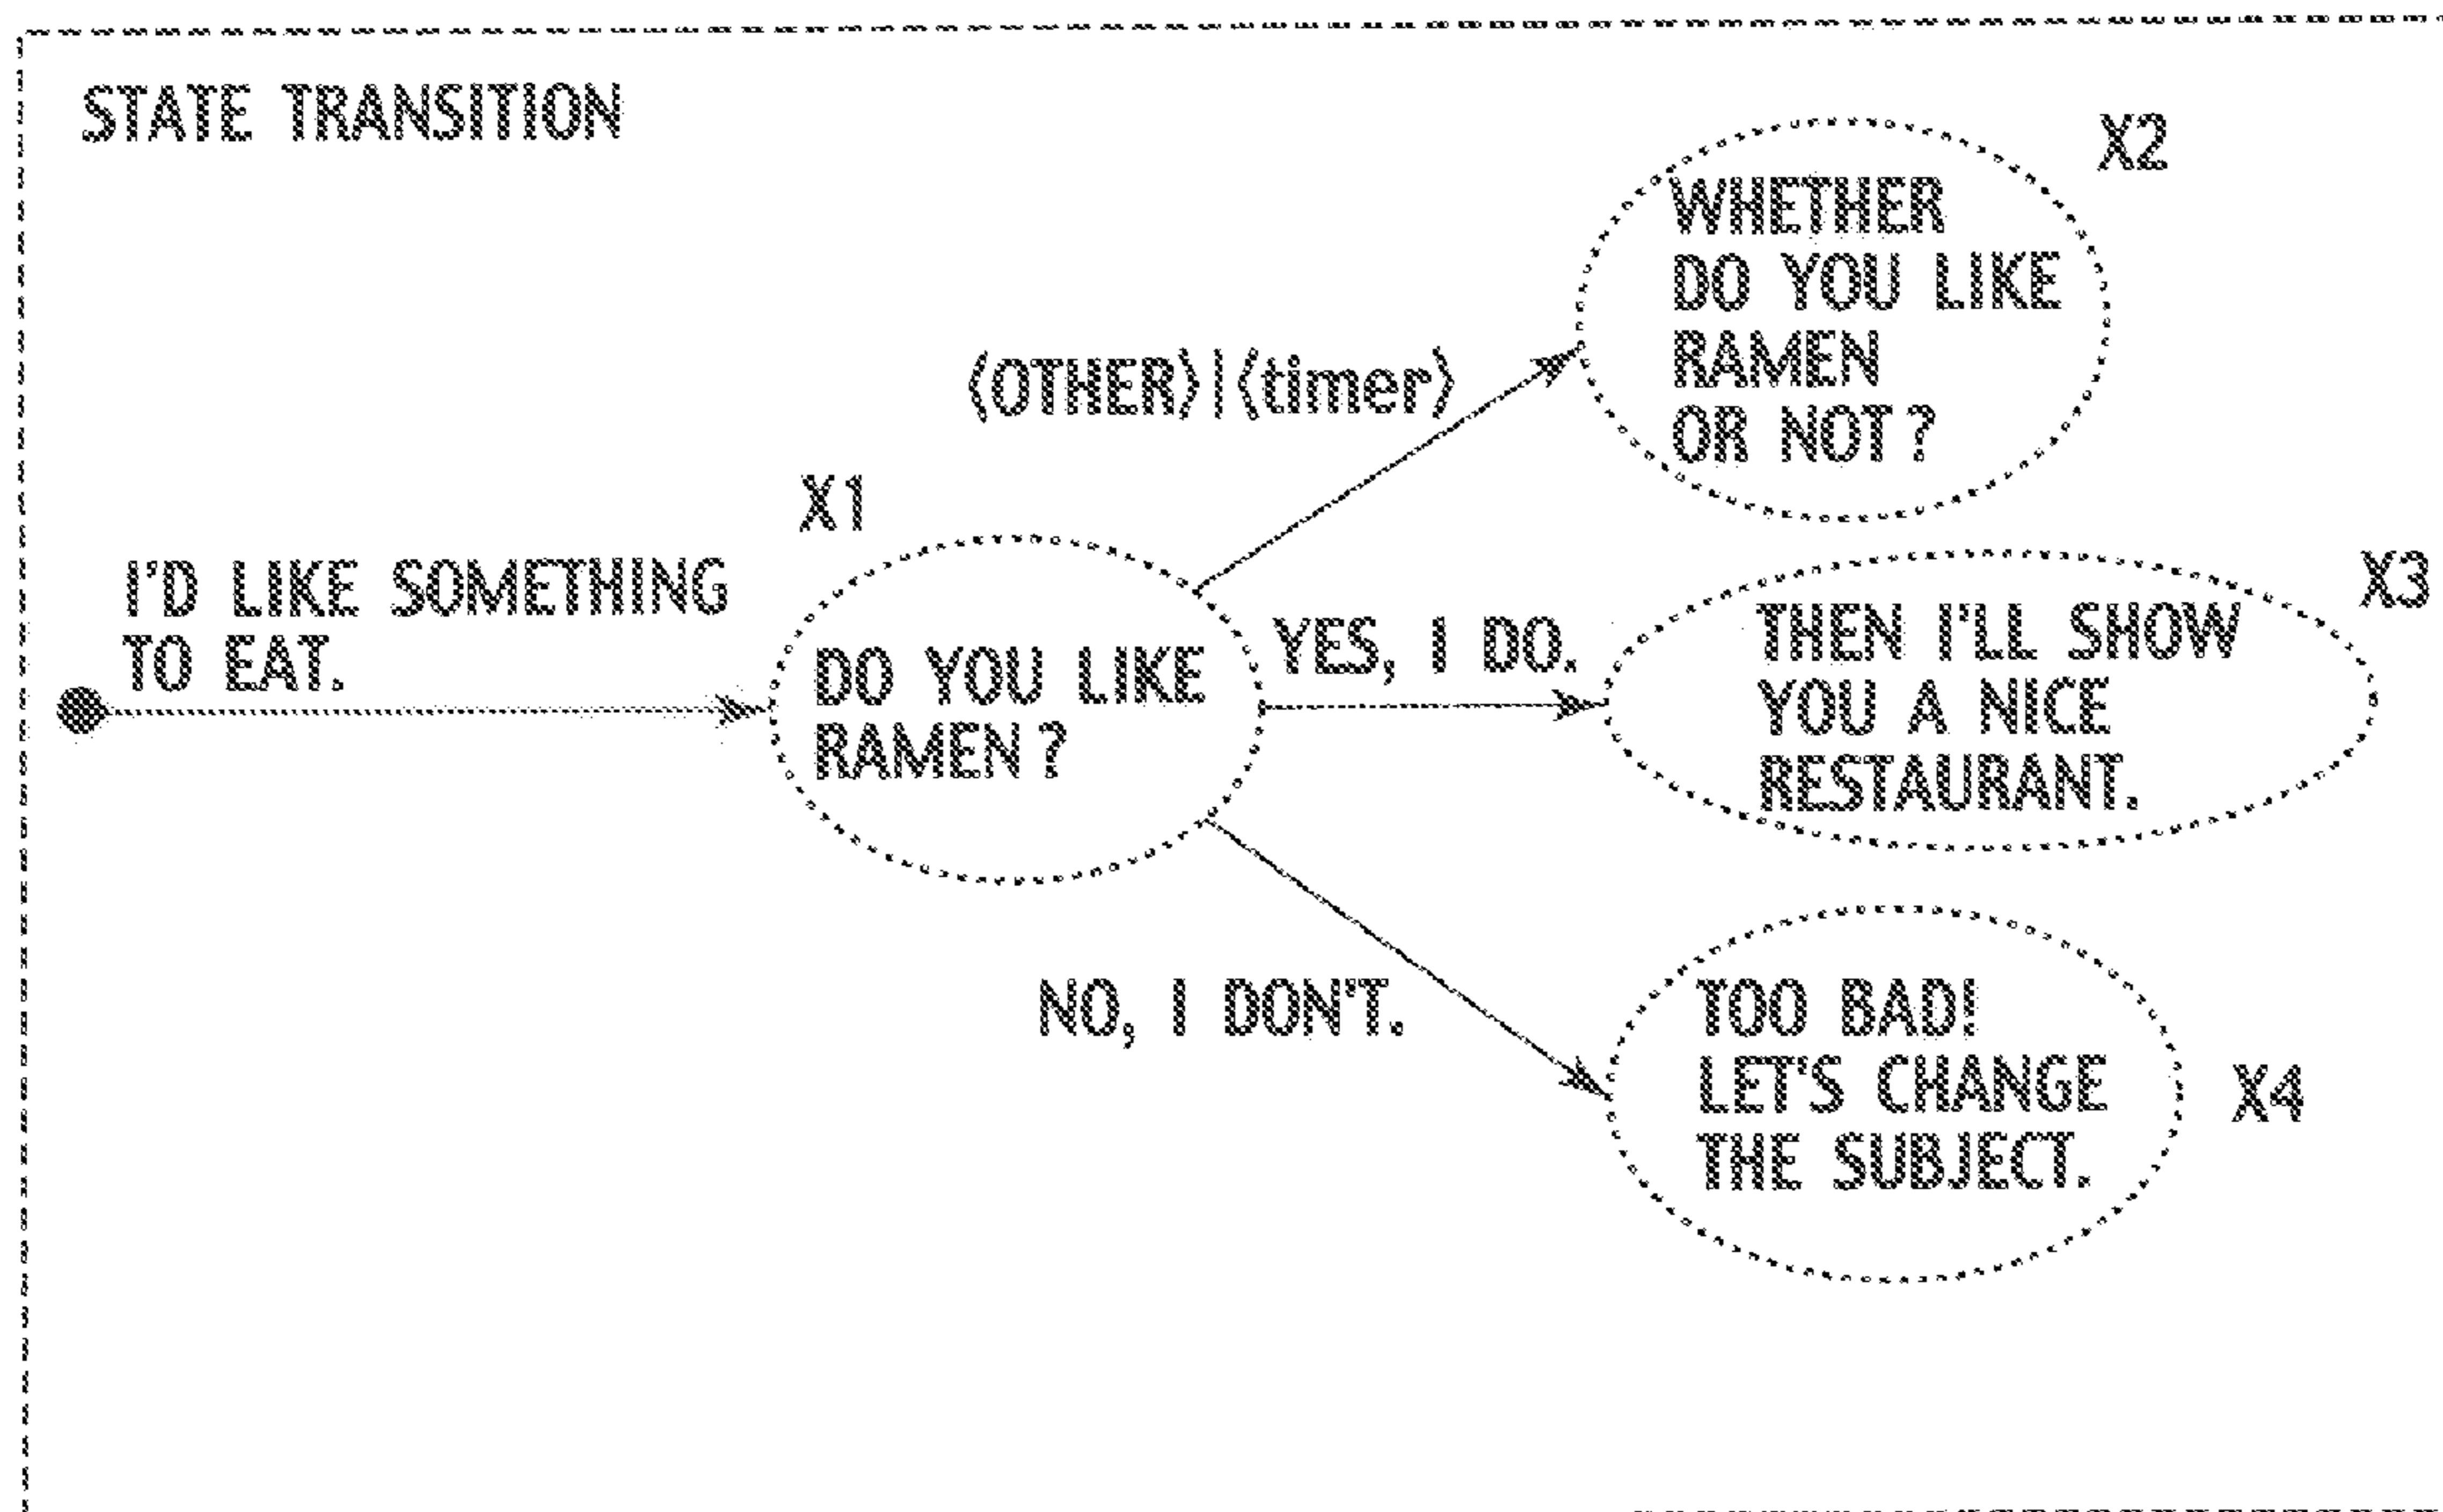 STATE TRANSITION
X2
WHETHER
DO YOU LIKE
RAMEN
OR NOT?
⟨OTHER⟩|⟨timer⟩
X1
I'D LIKE SOMETHING
TO EAT.
DO YOU LIKE
RAMEN?
YES, I DO.
X3
THEN I'LL SHOW
YOU A NICE
RESTAURANT.
NO, I DON'T.
TOO BAD!
LET'S CHANGE
THE SUBJECT.
X4